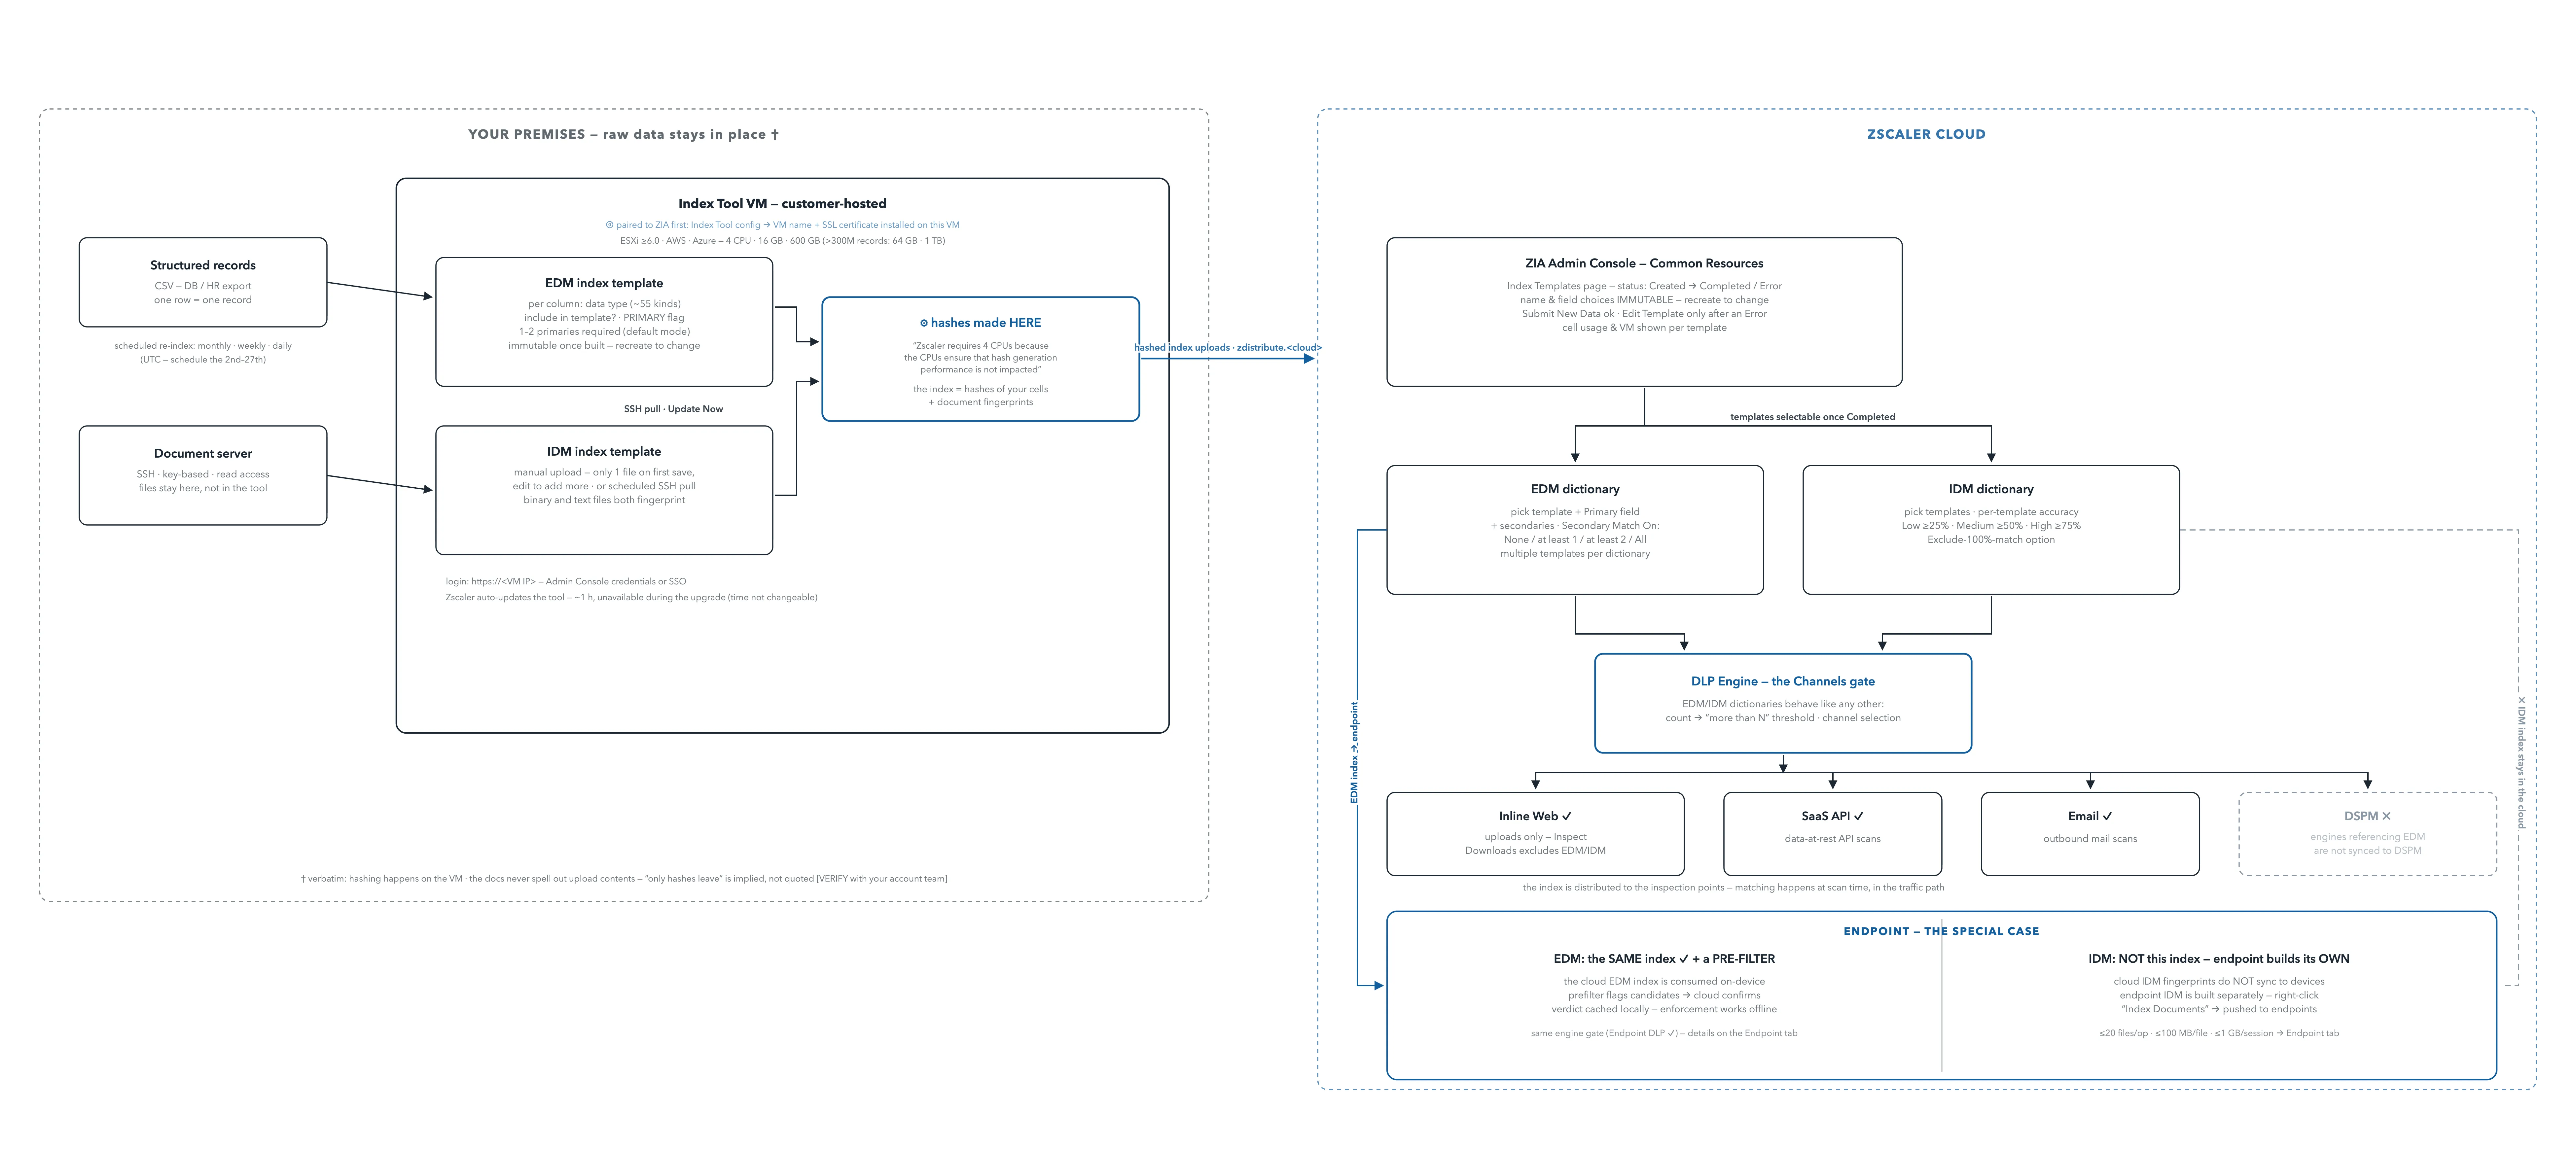 YOUR PREMISES — raw data stays in place †
Index Tool VM — customer-hosted
◎ paired to ZIA first: Index Tool config → VM name + SSL certificate installed on this VM
ESXi ≥6.0 · AWS · Azure — 4 CPU · 16 GB · 600 GB (>300M records: 64 GB · 1 TB)
Structured records
CSV — DB / HR export
one row = one record
scheduled re-index: monthly · weekly · daily
(UTC — schedule the 2nd-27th)
EDM index template
per column: data type (~55 kinds)
include in template? · PRIMARY flag
1–2 primaries required (default mode)
immutable once built — recreate to change
⚙ hashes made HERE
“Zscaler requires 4 CPUs because
the CPUs ensure that hash generation
performance is not impacted”
the index = hashes of your cells
+ document fingerprints
hashed index uploads · zdistribute.<cloud>
SSH pull · Update Now
Document server
SSH · key-based · read access
files stay here, not in the tool
IDM index template
manual upload — only 1 file on first save,
edit to add more · or scheduled SSH pull
binary and text files both fingerprint
login: https://<VM IP> — Admin Console credentials or SSO
Zscaler auto-updates the tool — ~1 h, unavailable during the upgrade (time not changeable)
† verbatim: hashing happens on the VM · the docs never spell out upload contents — “only hashes leave” is implied, not quoted [VERIFY with your account team]
ZSCALER CLOUD
ZIA Admin Console — Common Resources
Index Templates page — status: Created → Completed / Error
name & field choices IMMUTABLE — recreate to change
Submit New Data ok · Edit Template only after an Error
cell usage & VM shown per template
templates selectable once Completed
EDM dictionary
pick template + Primary field
+ secondaries · Secondary Match On:
None / at least 1 / at least 2 / All
multiple templates per dictionary
IDM dictionary
pick templates · per-template accuracy
Low ≥25% · Medium ≥50% · High ≥75%
Exclude-100%-match option
DLP Engine — the Channels gate
EDM/IDM dictionaries behave like any other:
count → “more than N” threshold · channel selection
EDM index → endpoint
✕ IDM index stays in the cloud
Inline Web ✓
uploads only — Inspect
Downloads excludes EDM/IDM
SaaS API ✓
data-at-rest API scans
Email ✓
outbound mail scans
DSPM ✕
engines referencing EDM
are not synced to DSPM
the index is distributed to the inspection points — matching happens at scan time, in the traffic path
ENDPOINT — THE SPECIAL CASE
EDM: the SAME index ✓ + a PRE-FILTER
the cloud EDM index is consumed on-device
prefilter flags candidates → cloud confirms
verdict cached locally — enforcement works offline
same engine gate (Endpoint DLP ✓) — details on the Endpoint tab
IDM: NOT this index — endpoint builds its OWN
cloud IDM fingerprints do NOT sync to devices
endpoint IDM is built separately — right-click
“Index Documents” → pushed to endpoints
≤20 files/op · ≤100 MB/file · ≤1 GB/session → Endpoint tab